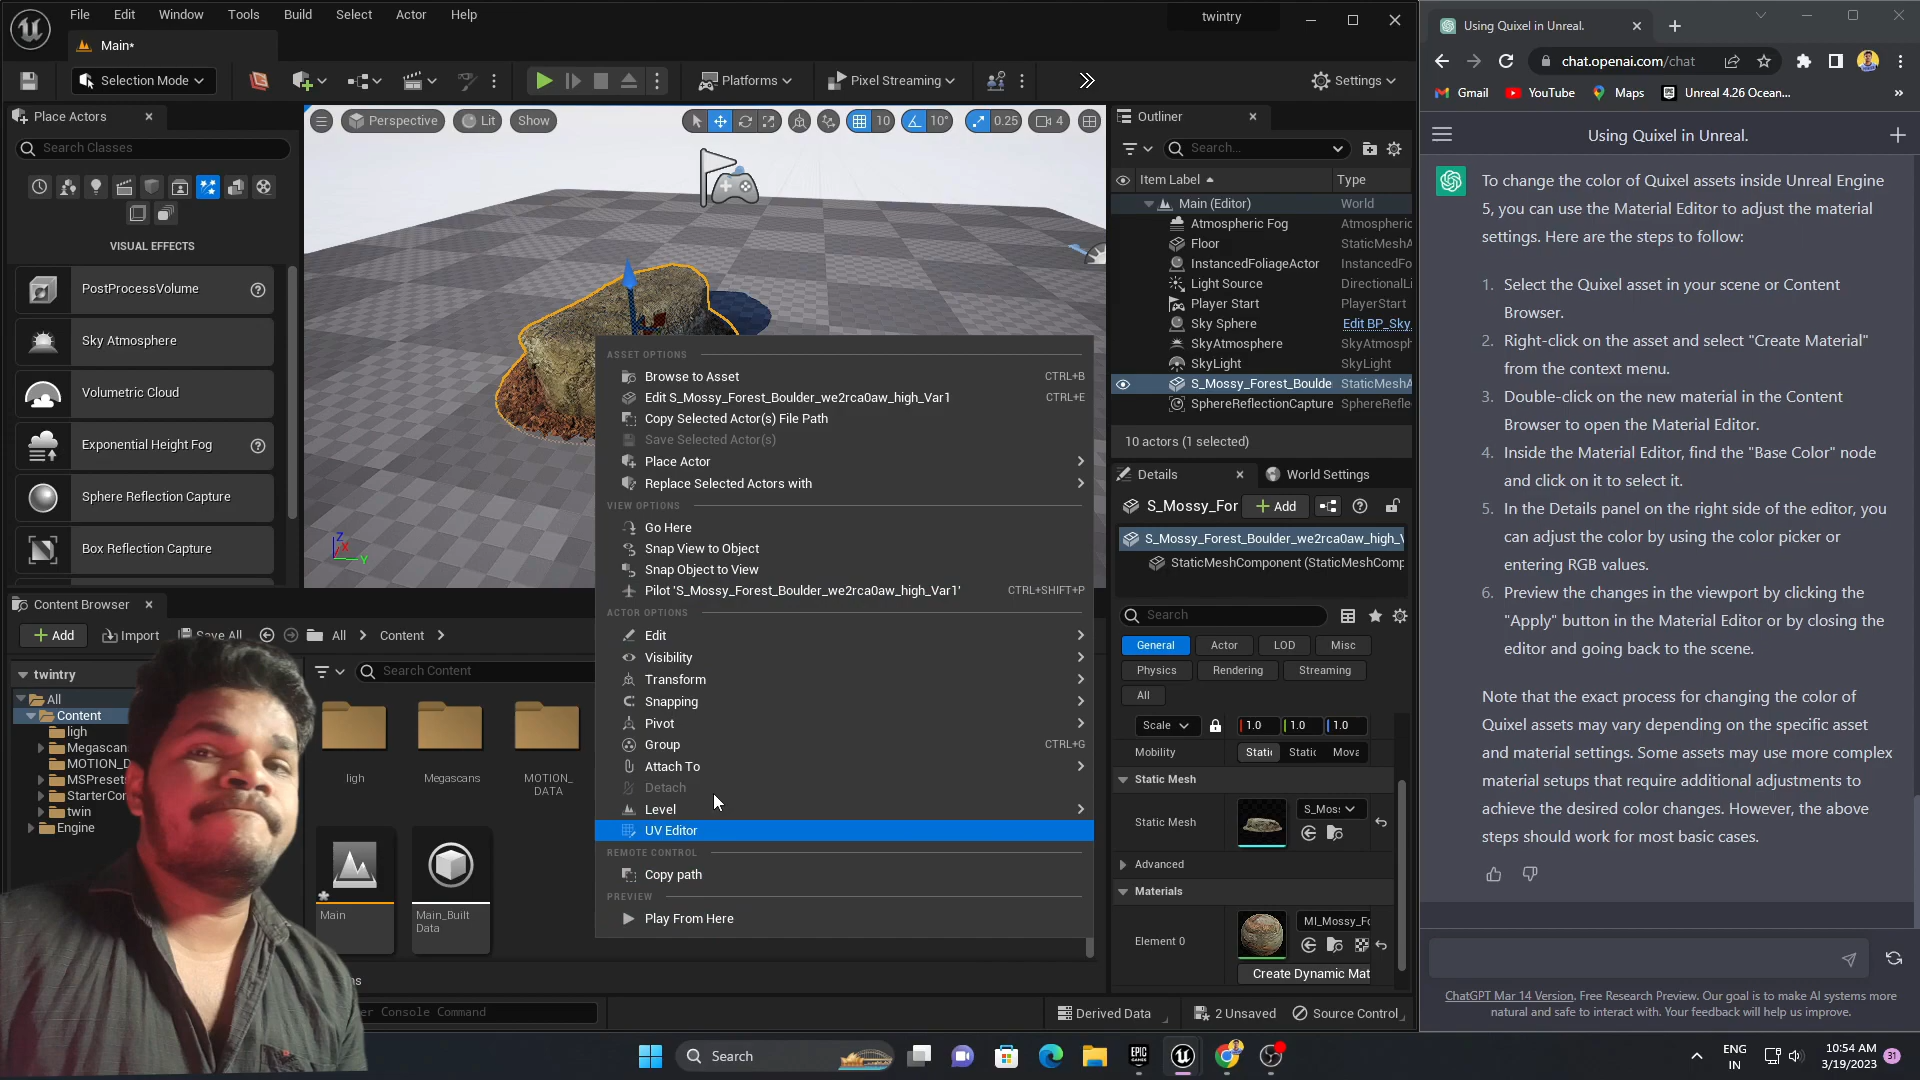 File Edit Window Tools Build Select Actor Help
twintry
Main*
Selection Mode
Platforms
Pixel Streaming
Settings
Place Actors
Search Classes
VISUAL EFFECTS
PostProcessVolume
Sky Atmosphere
Volumetric Cloud
Exponential Height Fog
Sphere Reflection Capture
Box Reflection Capture
Perspective Lit Show
10 10° 0.25 4
Z X Y
ASSET OPTIONS
Browse to Asset CTRL+B
Edit S_Mossy_Forest_Boulder_we2rca0aw_high_Var1 CTRL+E
Copy Selected Actor(s) File Path
Save Selected Actor(s)
Place Actor
Replace Selected Actors with
VIEW OPTIONS
Go Here
Snap View to Object
Snap Object to View
Pilot 'S_Mossy_Forest_Boulder_we2rca0aw_high_Var1' CTRL+SHIFT+P
ACTOR OPTIONS
Edit
Visibility
Transform
Snapping
Pivot
Group CTRL+G
Attach To
Detach
Level
UV Editor
REMOTE CONTROL
Copy path
PREVIEW
Play From Here
Content Browser
Add Import Save All All Content
twintry
Search Content
All
Content
ligh
Megascan
MOTION_D
MSPreset
StarterCor
twin
Engine
ligh
Megascans
MOTION_
DATA
Main
Main_Built
Data
Outliner
Search...
Item Label Type
Main (Editor) World
Atmospheric Fog Atmospheric
Floor StaticMeshA
InstancedFoliageActor InstancedFo
Light Source DirectionalLi
Player Start PlayerStart
Sky Sphere Edit BP_Sky
SkyAtmosphere SkyAtmosph
SkyLight SkyLight
S_Mossy_Forest_Boulde StaticMeshA
SphereReflectionCapture SphereRefle
10 actors (1 selected)
Details World Settings
S_Mossy_For Add
S_Mossy_Forest_Boulder_we2rca0aw_high_V
StaticMeshComponent (StaticMeshComp
Search
General Actor LOD Misc
Physics Rendering Streaming
All
Scale 1.0 1.0 1.0
Mobility Static Static Mova
Static Mesh
Static Mesh S_Moss
Advanced
Materials
Element 0 MI_Mossy_Fo
Create Dynamic Mat
er Console Command
Derived Data 2 Unsaved Source Control
Using Quixel in Unreal.
chat.openai.com/chat
Gmail YouTube Maps Unreal 4.26 Ocean...
Using Quixel in Unreal.
To change the color of Quixel assets inside Unreal Engine
5, you can use the Material Editor to adjust the material
settings. Here are the steps to follow:
1. Select the Quixel asset in your scene or Content
Browser.
2. Right-click on the asset and select "Create Material"
from the context menu.
3. Double-click on the new material in the Content
Browser to open the Material Editor.
4. Inside the Material Editor, find the "Base Color" node
and click on it to select it.
5. In the Details panel on the right side of the editor, you
can adjust the color by using the color picker or
entering RGB values.
6. Preview the changes in the viewport by clicking the
"Apply" button in the Material Editor or by closing the
editor and going back to the scene.
Note that the exact process for changing the color of
Quixel assets may vary depending on the specific asset
and material settings. Some assets may use more complex
material setups that require additional adjustments to
achieve the desired color changes. However, the above
steps should work for most basic cases.
ChatGPT Mar 14 Version. Free Research Preview. Our goal is to make AI systems more
natural and safe to interact with. Your feedback will help us improve.
Search
EPIC
GAMES
ENG
IN
10:54 AM
3/19/2023
31